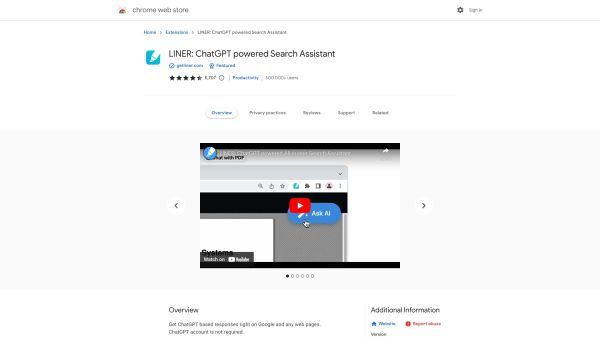 chrome web store
Sign in
Home > Extensions > LINER: ChatGPT powered Search Assistant
LINER: ChatGPT powered Search Assistant
getliner.com Featured
6,707 Productivity 500,000+ users
Overview Privacy practices Reviews Support Related
Chat with PDF
Ask AI
Systems
Watch on YouTube
Overview
Get ChatGPT based responses right on Google and any web pages.
ChatGPT account is not required.
Additional Information
Website Report abuse
Version